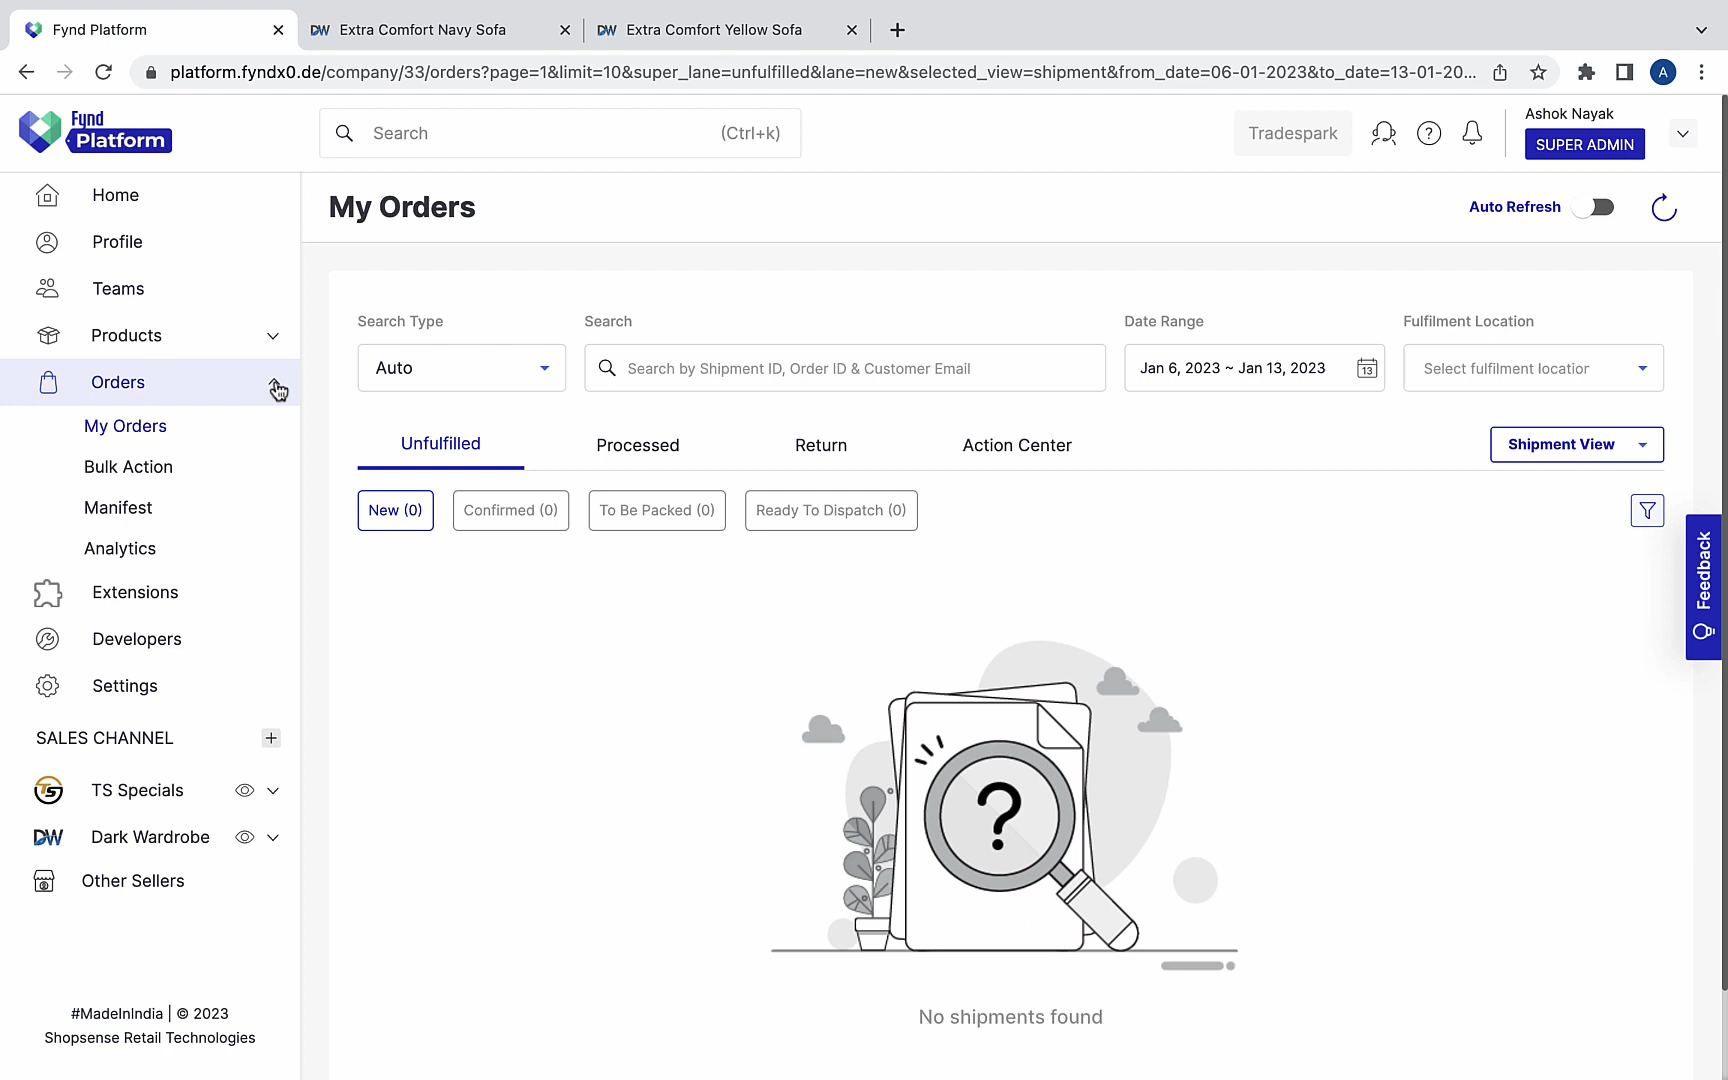 Fynd Platform
DW Extra Comfort Navy Sofa
DW Extra Comfort Yellow Sofa
platform.fyndx0.de/company/33/orders?page=1&limit=10&super_lane=unfulfilled&lane=new&selected_view=shipment&from_date=06-01-2023&to_date=13-01-20...
A
Fynd
Platform
Search
(Ctrl+k)
Tradespark
?
Ashok Nayak
SUPER ADMIN
Home
Profile
Teams
Products
Orders
My Orders
Bulk Action
Manifest
Analytics
Extensions
Developers
Settings
SALES CHANNEL
TS TS Specials
DW Dark Wardrobe
Other Sellers
#MadeInIndia | © 2023
Shopsense Retail Technologies
My Orders
Auto Refresh
Search Type
Search
Date Range
Fulfilment Location
Auto
Search by Shipment ID, Order ID & Customer Email
Jan 6, 2023 ~ Jan 13, 2023
13
Select fulfilment location
Unfulfilled
Processed
Return
Action Center
Shipment View
New (0)
Confirmed (0)
To Be Packed (0)
Ready To Dispatch (0)
Feedback
?
No shipments found